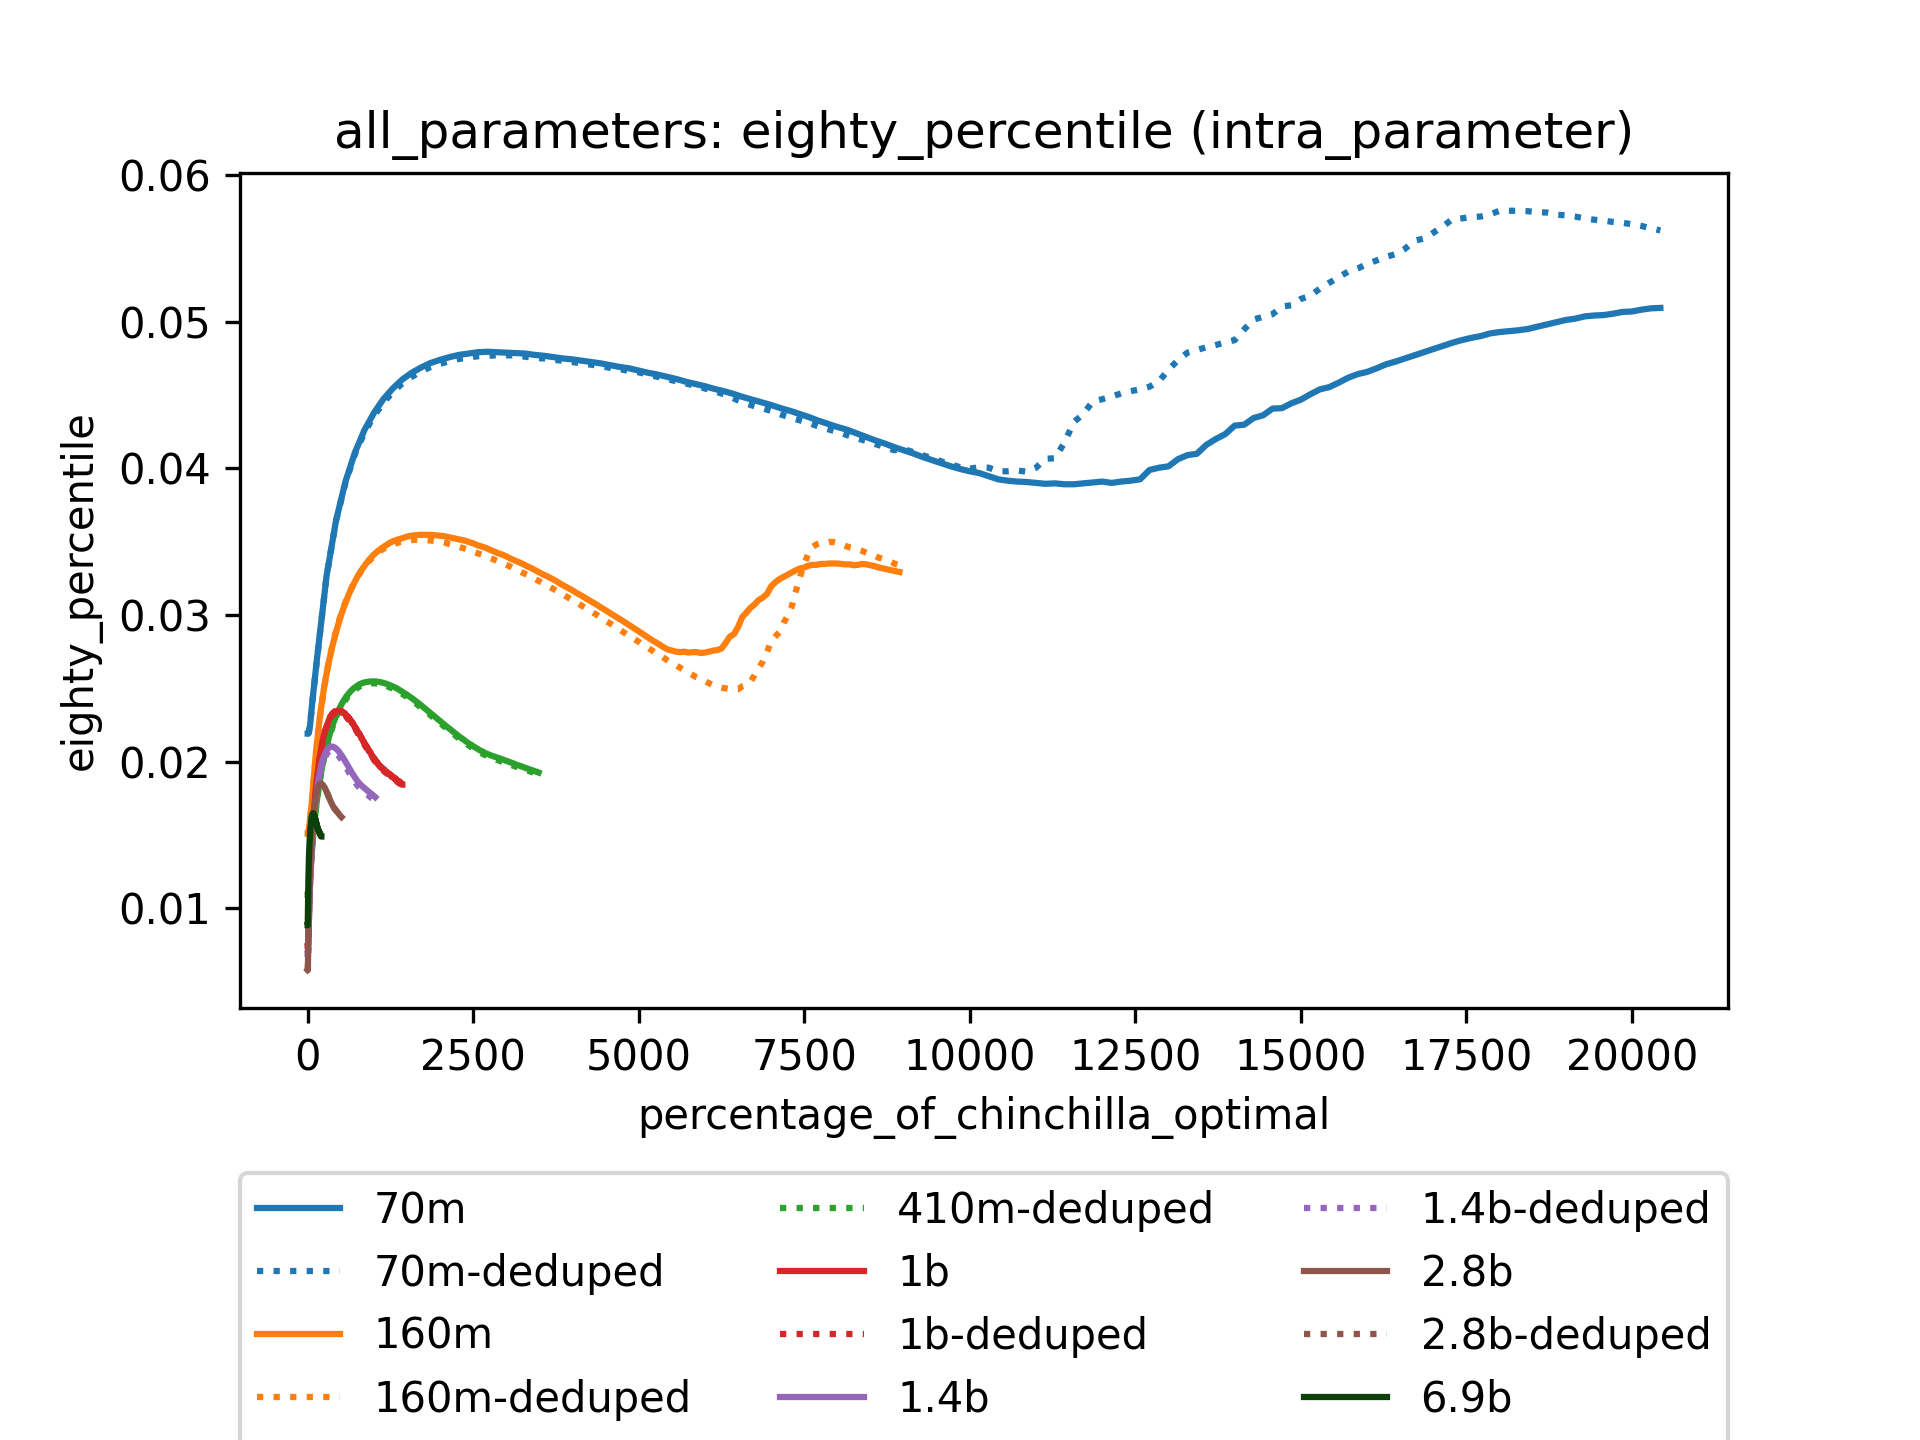 all_parameters: eighty_percentile (intra_parameter)
0.06
0.05
0.04
0.03
0.02
0.01
eighty_percentile
0 2500 5000 7500 10000 12500 15000 17500 20000
percentage_of_chinchilla_optimal
70m 410m-deduped 1.4b-deduped
70m-deduped 1b 2.8b
160m 1b-deduped 2.8b-deduped
160m-deduped 1.4b 6.9b